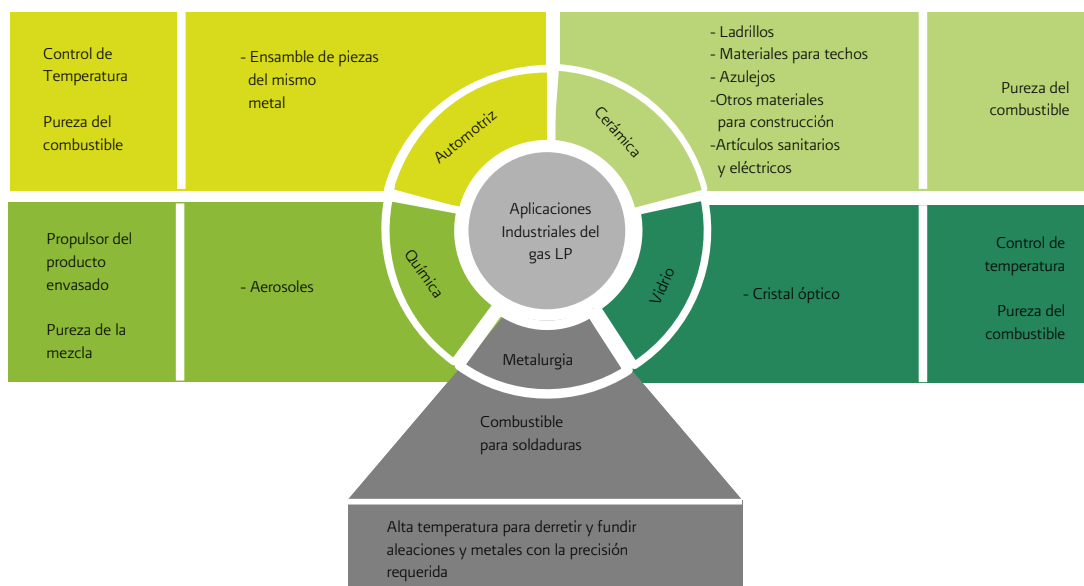 Control de
Temperatura
Pureza del
combustible
- Ensamble de piezas
del mismo
metal
Automotriz
Cerámica
- Ladrillos
- Materiales para techos
- Azulejos
-Otros materiales
para construcción
-Artículos sanitarios
y eléctricos
Pureza del
combustible
Aplicaciones
Industriales del
gas LP
Propulsor del
producto
envasado
Pureza de la
mezcla
- Aerosoles
Química
Vidrio
- Cristal óptico
Control de
temperatura
Pureza del
combustible
Metalurgia
Combustible
para soldaduras
Alta temperatura para derretir y fundir
aleaciones y metales con la precisión
requerida